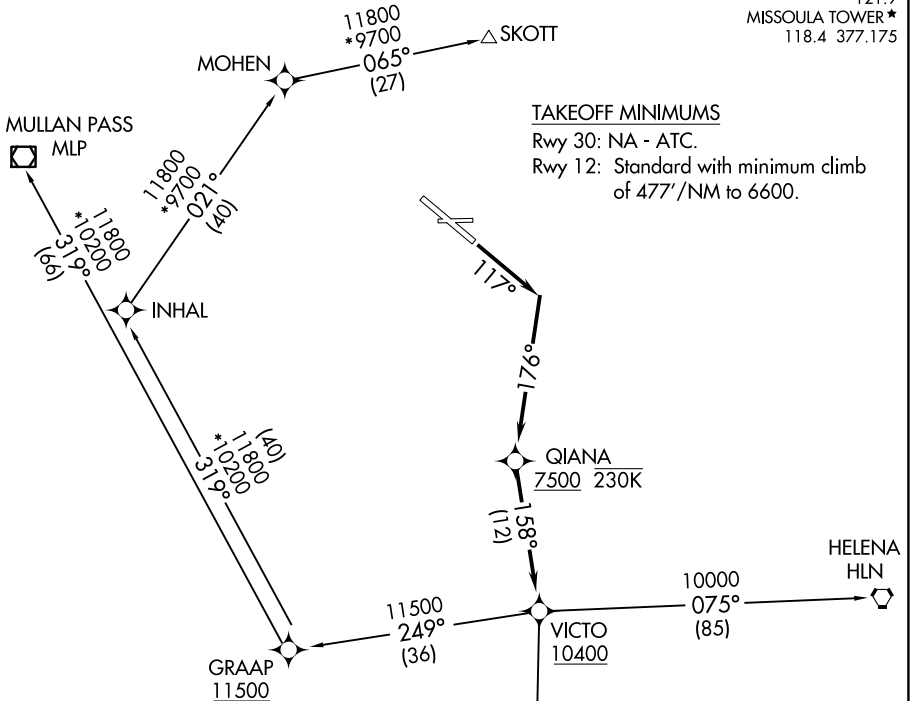 121.9
MISSOULA TOWER★
118.4 377.175
11800
*9700
065°
(27)
SKOTT
MOHEN
MULLAN PASS
MLP
TAKEOFF MINIMUMS
Rwy 30: NA - ATC.
Rwy 12: Standard with minimum climb
of 477'/NM to 6600.
11800
*9700
021°
(40)
11800
*10200
319°
(66)
117°
INHAL
176°
(40)
11800
*10200
319°
QIANA
7500 230K
158°
(12)
HELENA
HLN
10000
075°
(85)
11500
249°
(36)
VICTO
10400
GRAAP
11500